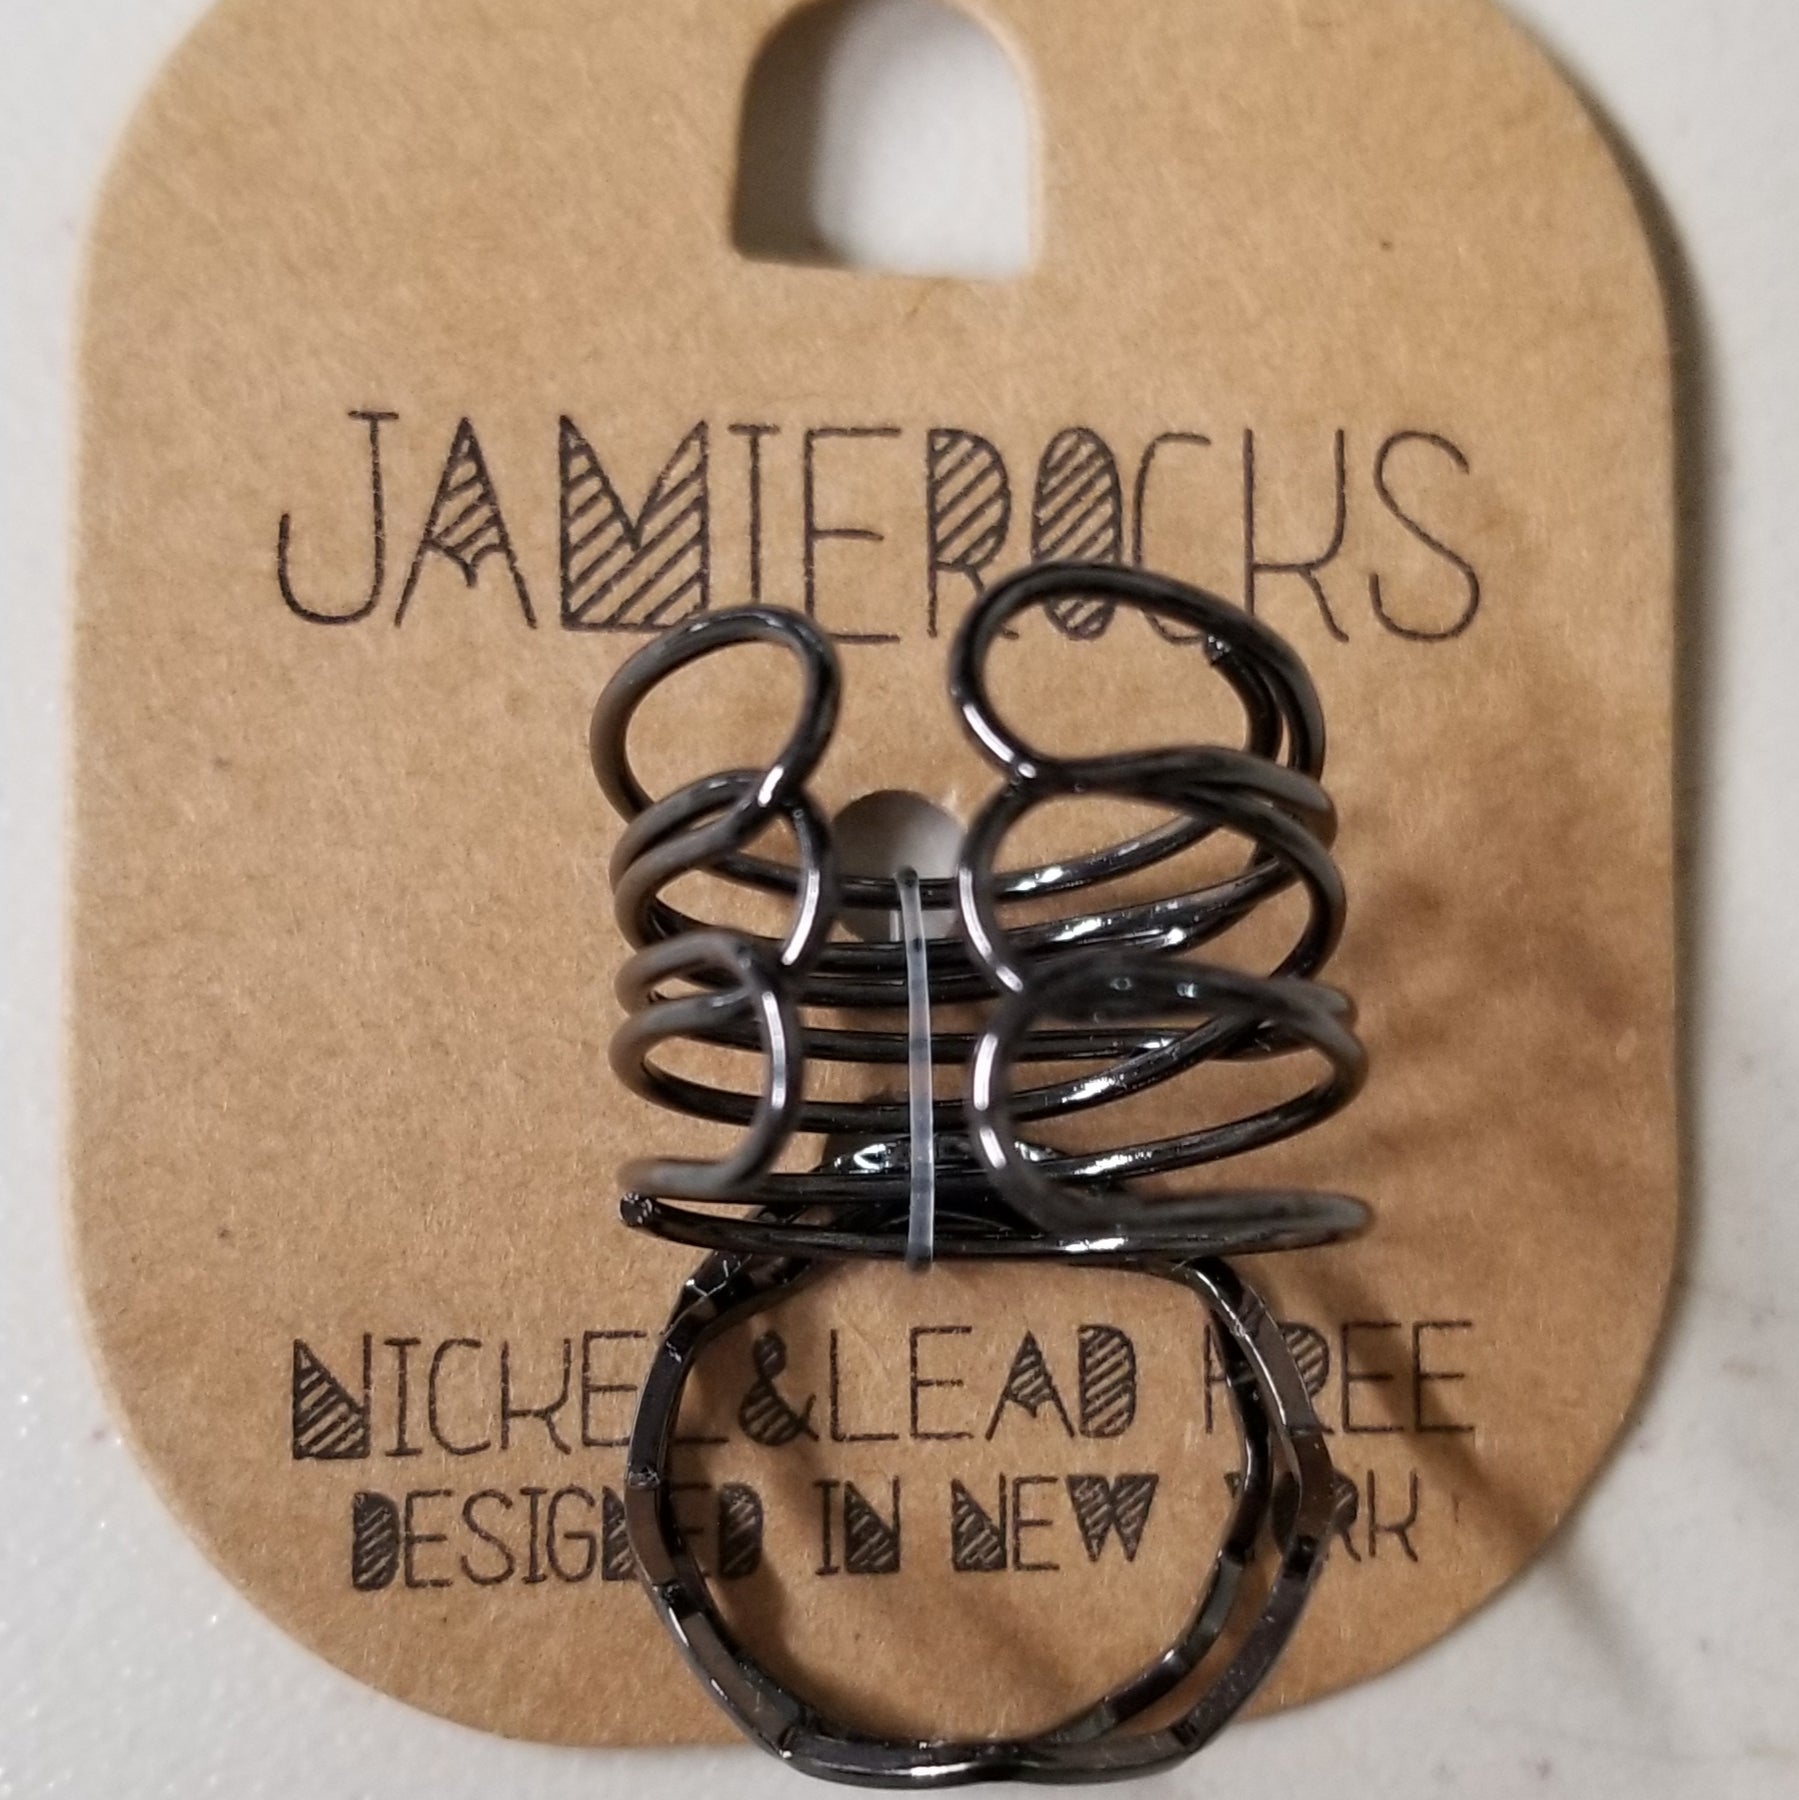 JAMIEROCKS
NICKEL & LEAD FREE
DESIGNED IN NEW YORK